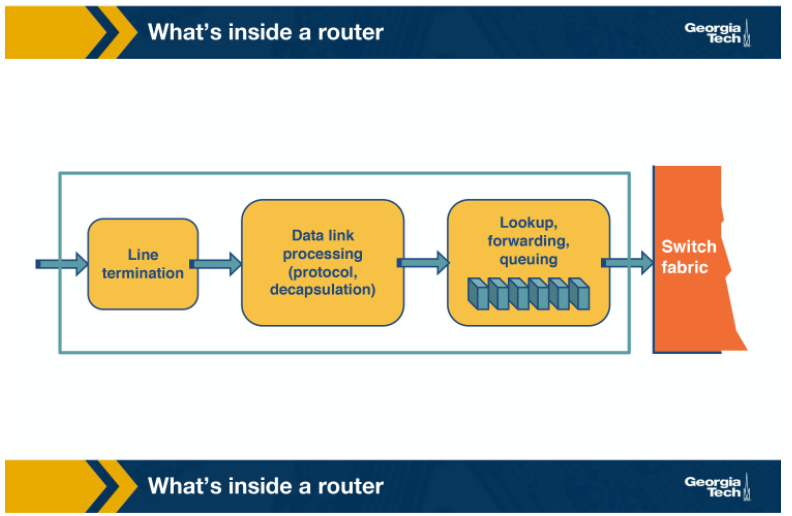 What's inside a router
Georgia
Tech
Line
termination
Data link
processing
(protocol,
decapsulation)
Lookup,
forwarding,
queuing
Switch
fabric
What's inside a router
Georgia
Tech